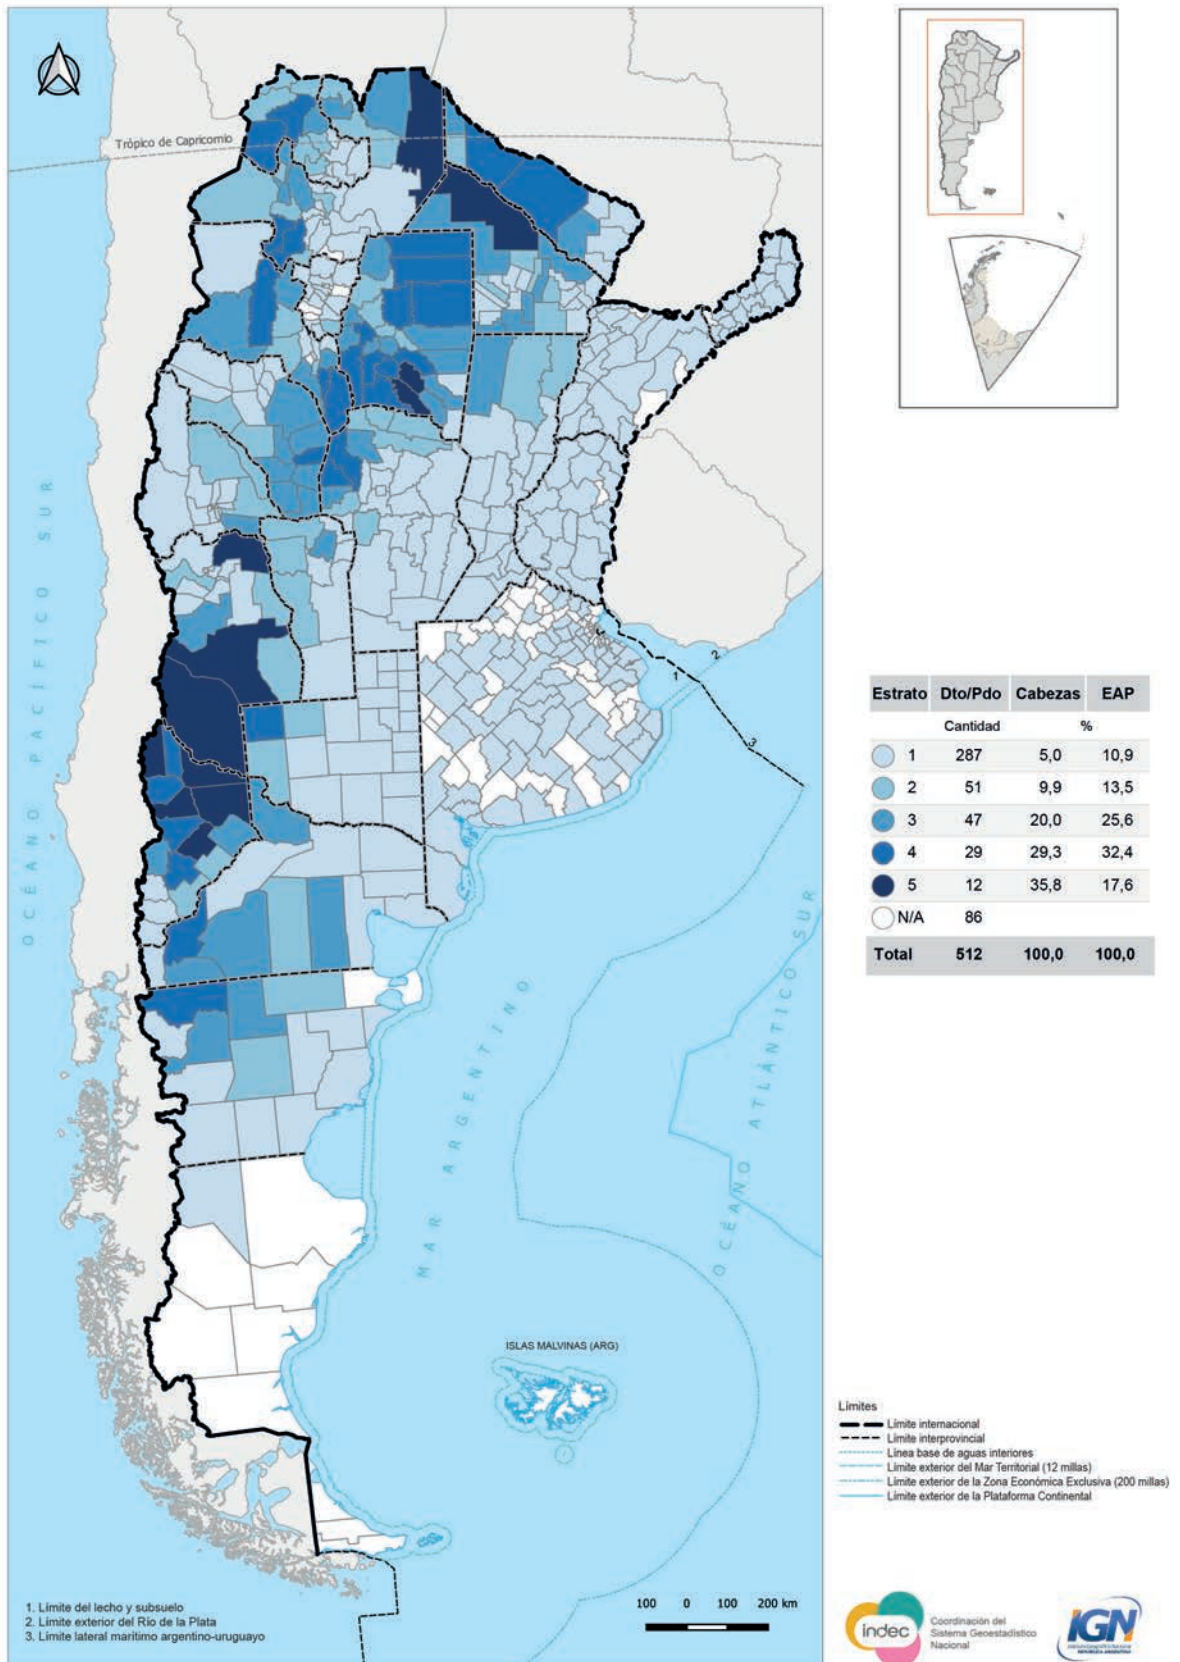 Trópico de Capricornio
OCÉANO PACÍFICO SUR
MAR ARGENTINO
OCÉANO ATLÁNTICO SUR
1
2
3
ISLAS MALVINAS (ARG)
Estrato Dto/Pdo Cabezas EAP
Cantidad %
1 287 5,0 10,9
2 51 9,9 13,5
3 47 20,0 25,6
4 29 29,3 32,4
5 12 35,8 17,6
N/A 86
Total 512 100,0 100,0
Límites
Límite internacional
Límite interprovincial
Línea base de aguas interiores
Límite exterior del Mar Territorial (12 millas)
Límite exterior de la Zona Económica Exclusiva (200 millas)
Límite exterior de la Plataforma Continental
1. Límite del lecho y subsuelo
2. Límite exterior del Río de la Plata
3. Límite lateral marítimo argentino-uruguayo
100 0 100 200 km
indec
Coordinación del
Sistema Geoestadístico
Nacional
IGN
REPÚBLICA ARGENTINA